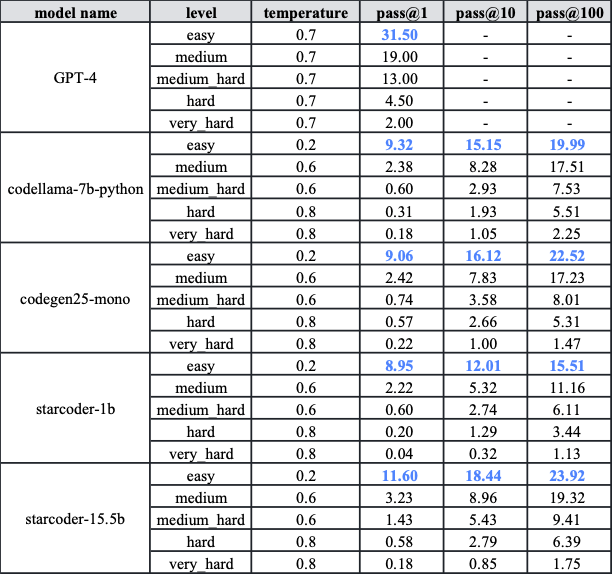 model name level temperature pass@1 pass@10 pass@100
GPT-4 easy 0.7 31.50 - -
medium 0.7 19.00 - -
medium_hard 0.7 13.00 - -
hard 0.7 4.50 - -
very_hard 0.7 2.00 - -
codellama-7b-python easy 0.2 9.32 15.15 19.99
medium 0.6 2.38 8.28 17.51
medium_hard 0.6 0.60 2.93 7.53
hard 0.8 0.31 1.93 5.51
very_hard 0.8 0.18 1.05 2.25
codegen25-mono easy 0.2 9.06 16.12 22.52
medium 0.6 2.42 7.83 17.23
medium_hard 0.6 0.74 3.58 8.01
hard 0.8 0.57 2.66 5.31
very_hard 0.8 0.22 1.00 1.47
starcoder-1b easy 0.2 8.95 12.01 15.51
medium 0.6 2.22 5.32 11.16
medium_hard 0.6 0.60 2.74 6.11
hard 0.8 0.20 1.29 3.44
very_hard 0.8 0.04 0.32 1.13
starcoder-15.5b easy 0.2 11.60 18.44 23.92
medium 0.6 3.23 8.96 19.32
medium_hard 0.6 1.43 5.43 9.41
hard 0.8 0.58 2.79 6.39
very_hard 0.8 0.18 0.85 1.75